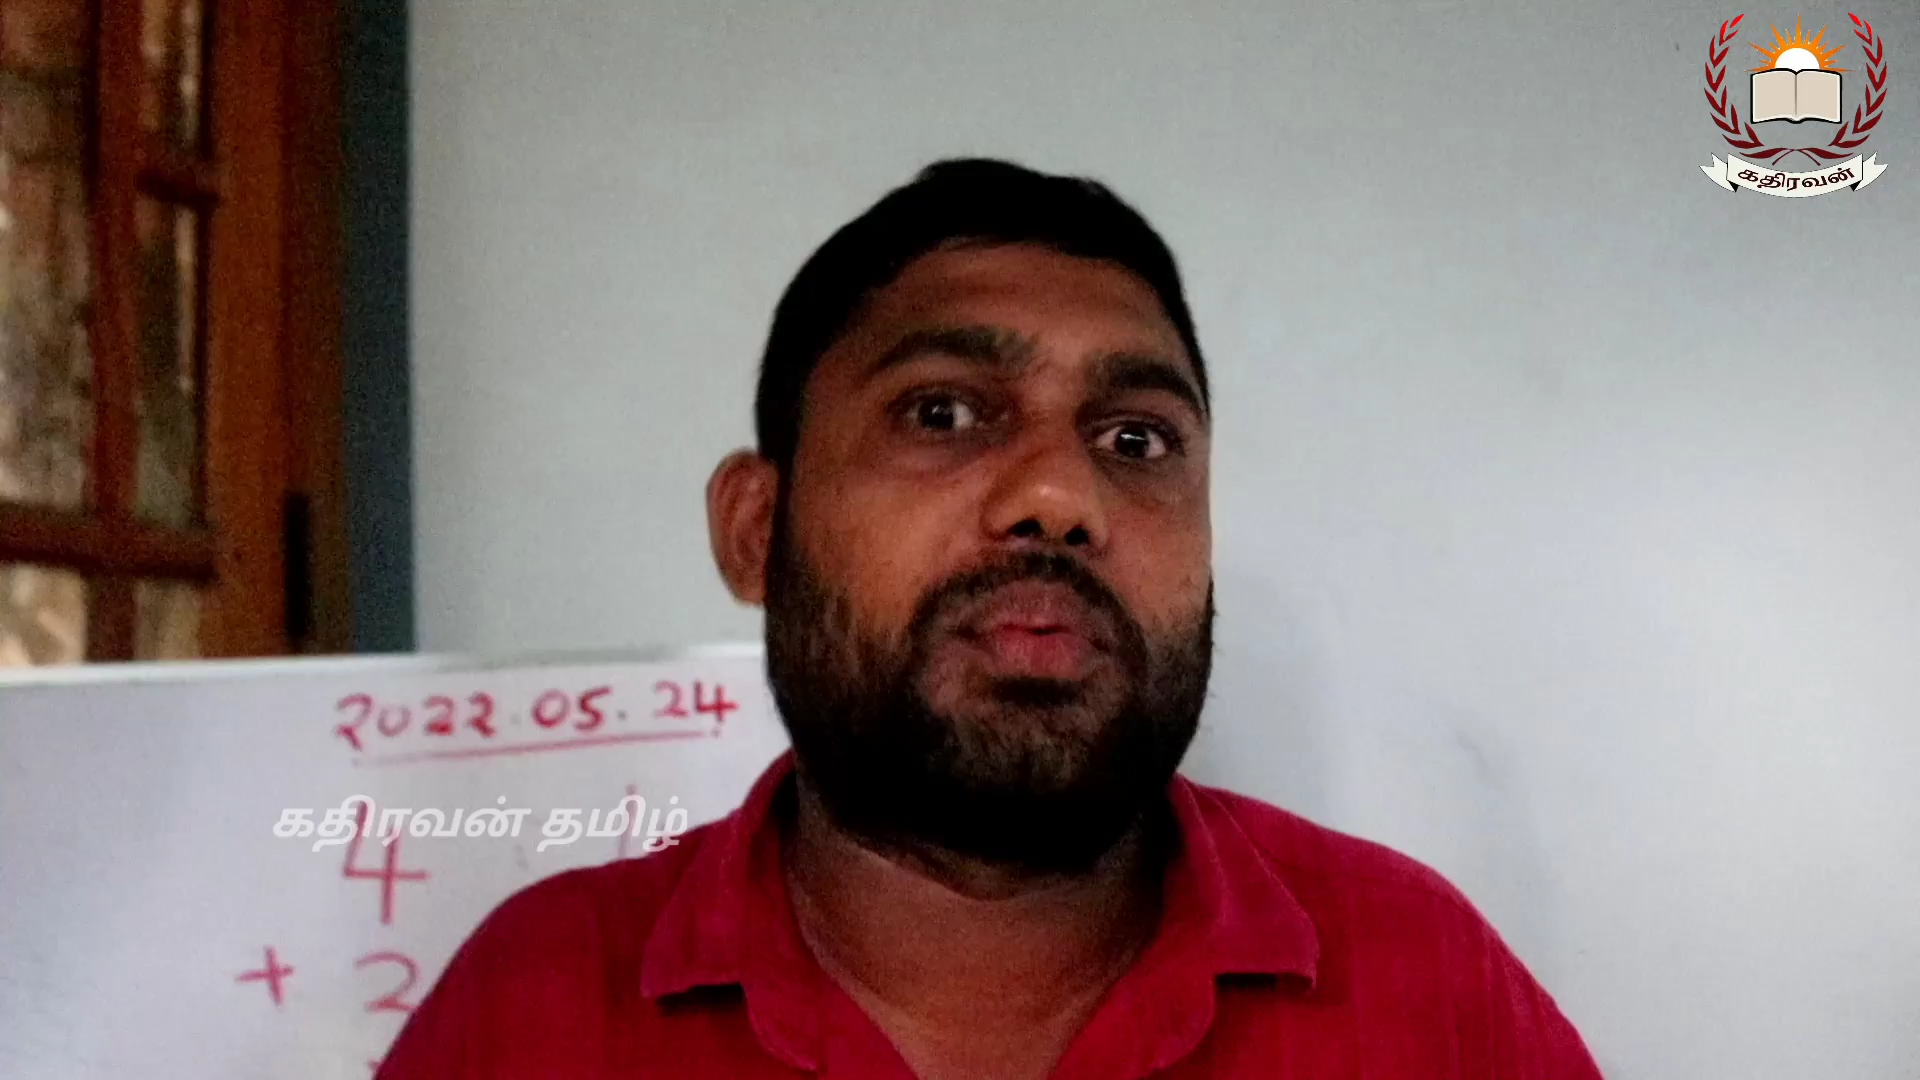 கதிரவன்
2022.05.24
கதிரவன் தமிழ்
4
+ 2